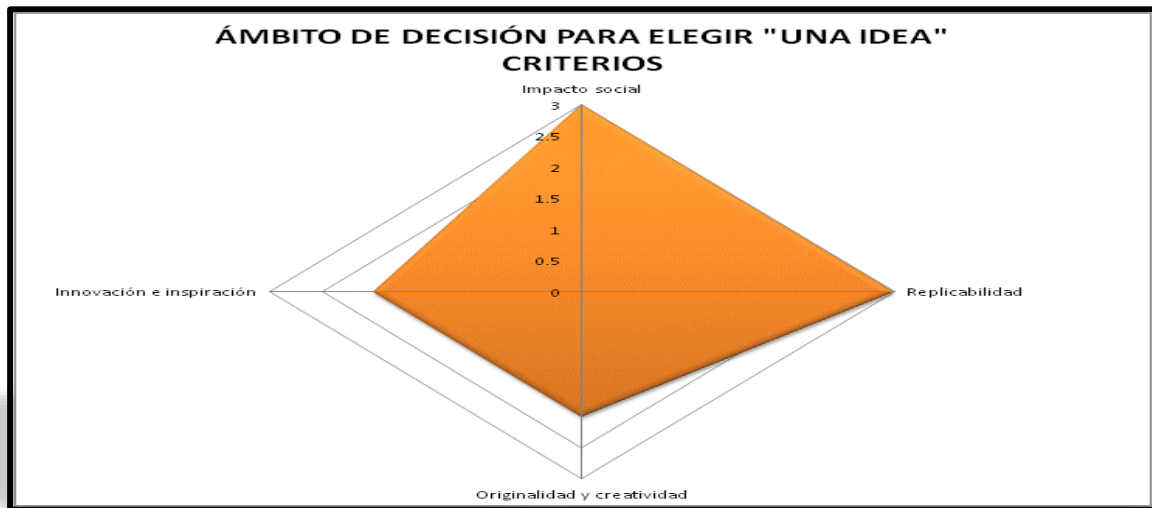 ÁMBITO DE DECISIÓN PARA ELEGIR "UNA IDEA"
CRITERIOS
Impacto social
3
2.5
2
1.5
1
0.5
0
Innovación e inspiración
Replicabilidad
Originalidad y creatividad